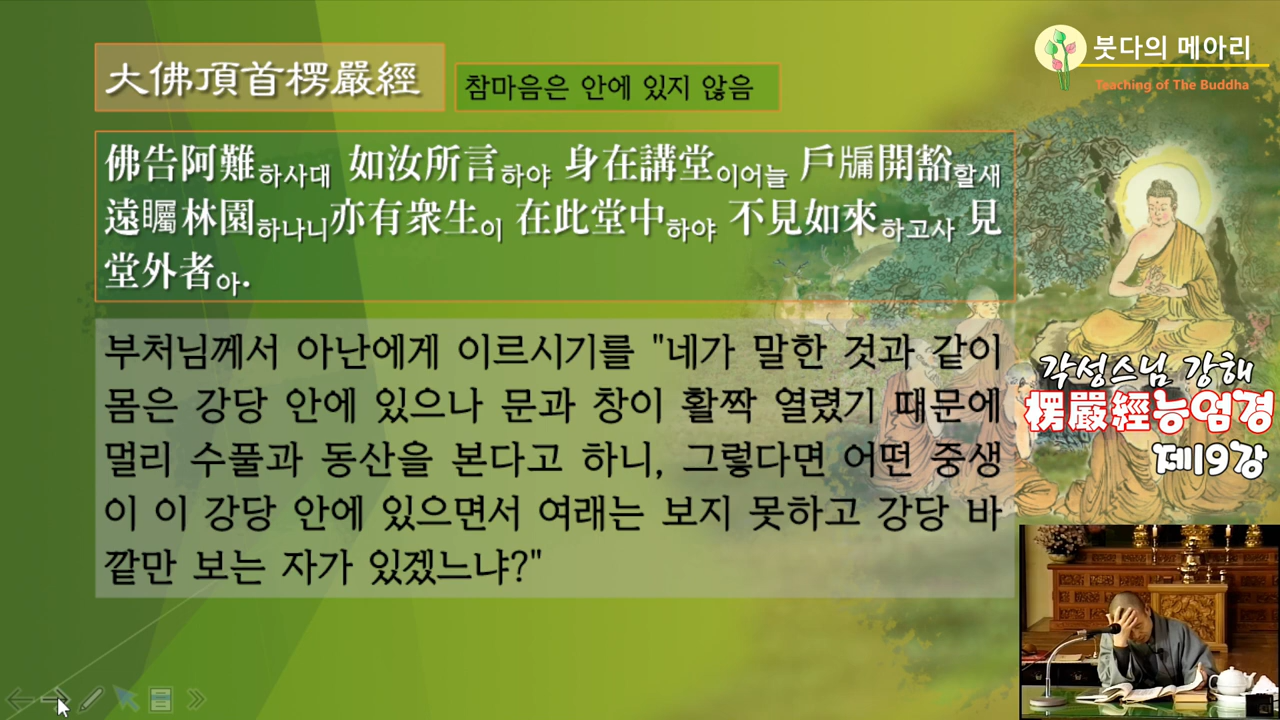 大佛頂首楞嚴經
참마음은 안에 있지 않음
佛告阿難하사대 如汝所言하야 身在講堂이어늘 戶牖開豁할새
遠矚林園하나니亦有衆生이 在此堂中하야 不見如來하고사 見
堂外者아.
부처님께서 아난에게 이르시기를 "네가 말한 것과 같이
몸은 강당 안에 있으나 문과 창이 활짝 열렸기 때문에
멀리 수풀과 동산을 본다고 하니, 그렇다면 어떤 중생
이 이 강당 안에 있으면서 여래는 보지 못하고 강당 바
깥만 보는 자가 있겠느냐?"
붓다의 메아리
Teaching of The Buddha
각성스님 강해
楞嚴經능엄경
제19강